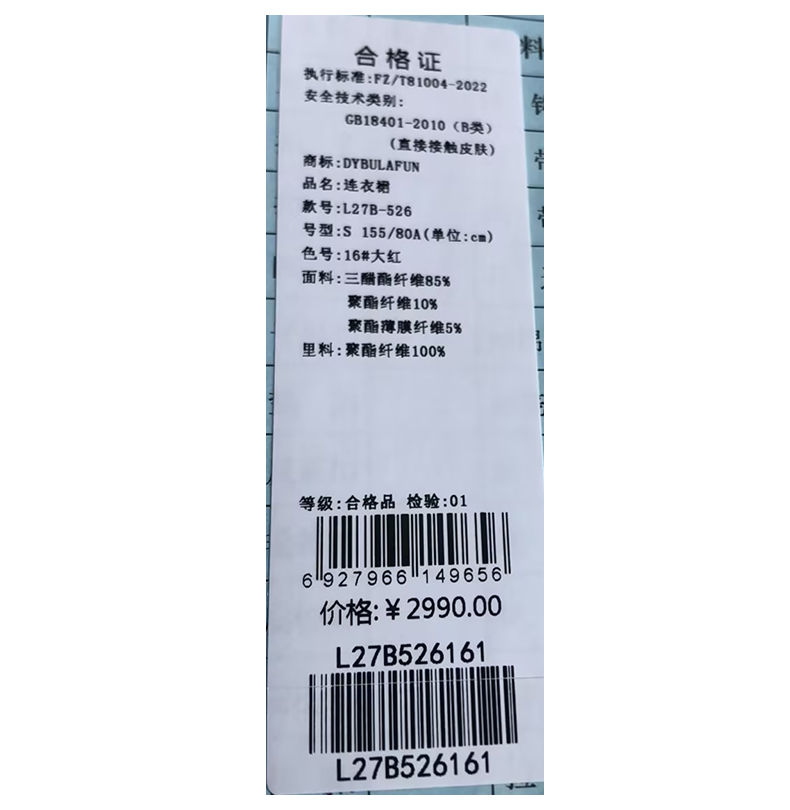 合格证
执行标准:FZ/T81004-2022
安全技术类别:
GB18401-2010（B类）
(直接接触皮肤)
商标:DYBULAFUN
品名:连衣裙
款号:L27B-526
号型:S 155/80A(单位:cm)
色号:16#大红
面料:三醋酯纤维85%
聚酯纤维10%
聚酯薄膜纤维5%
里料:聚酯纤维100%
等级:合格品 检验:01
6 927966 149656
价格:￥2990.00
L27B526161
L27B526161
料